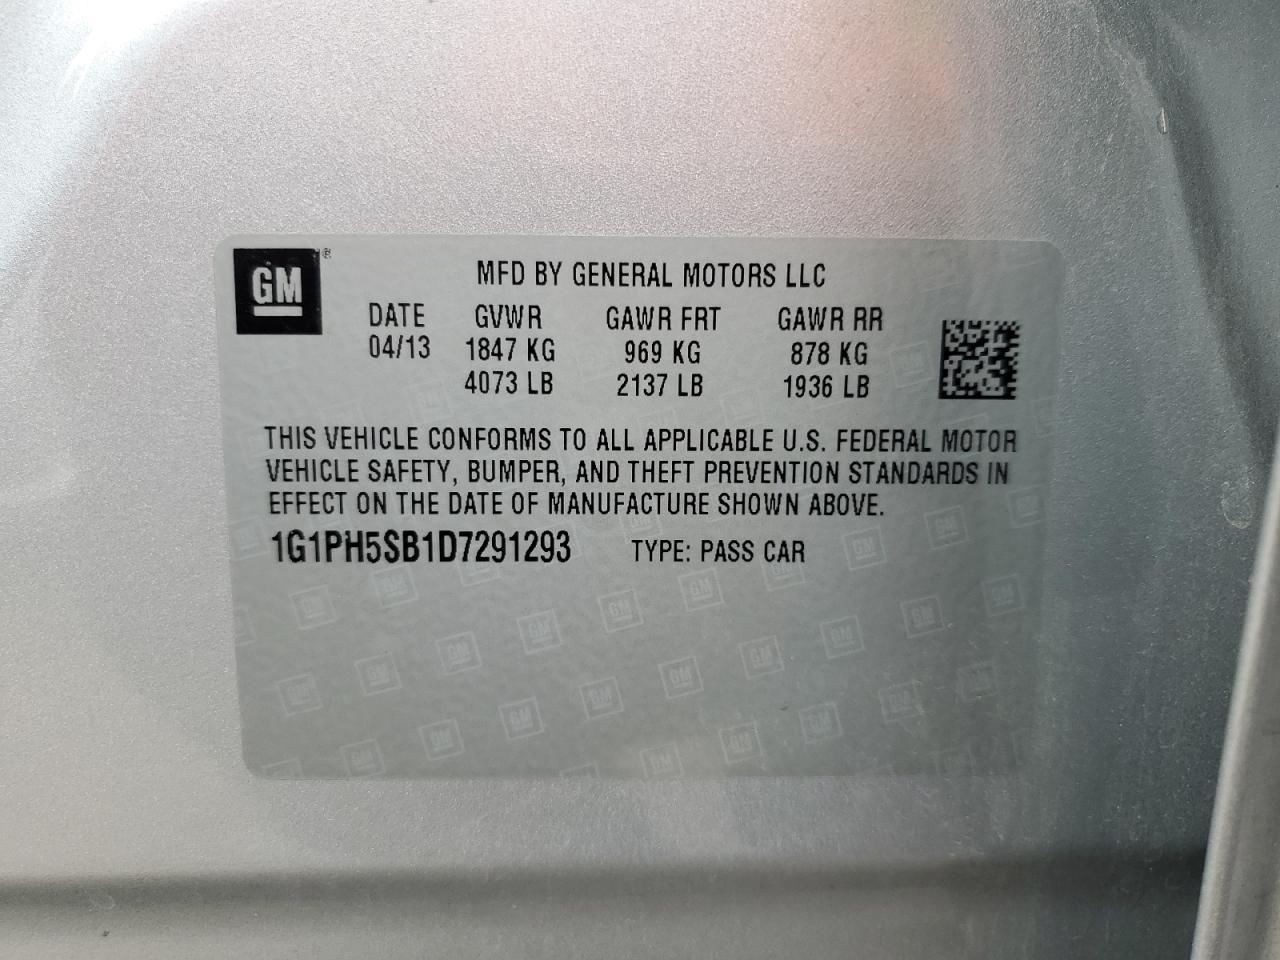 GM ®
MFD BY GENERAL MOTORS LLC
DATE GVWR GAWR FRT GAWR RR
04/13 1847 KG 969 KG 878 KG
4073 LB 2137 LB 1936 LB
THIS VEHICLE CONFORMS TO ALL APPLICABLE U.S. FEDERAL MOTOR
VEHICLE SAFETY, BUMPER, AND THEFT PREVENTION STANDARDS IN
EFFECT ON THE DATE OF MANUFACTURE SHOWN ABOVE.
1G1PH5SB1D7291293 TYPE: PASS CAR